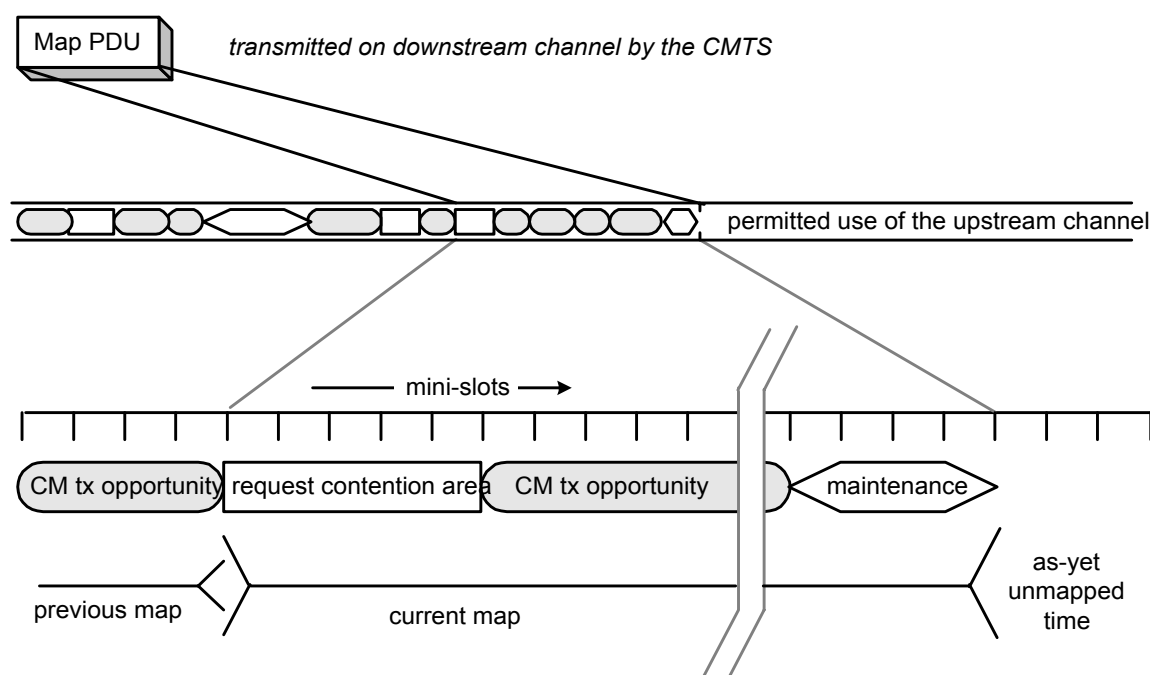 Map PDU
transmitted on downstream channel by the CMTS
permitted use of the upstream channel
mini-slots
CM tx opportunity
request contention area
CM tx opportunity
maintenance
previous map
current map
as-yet
unmapped
time